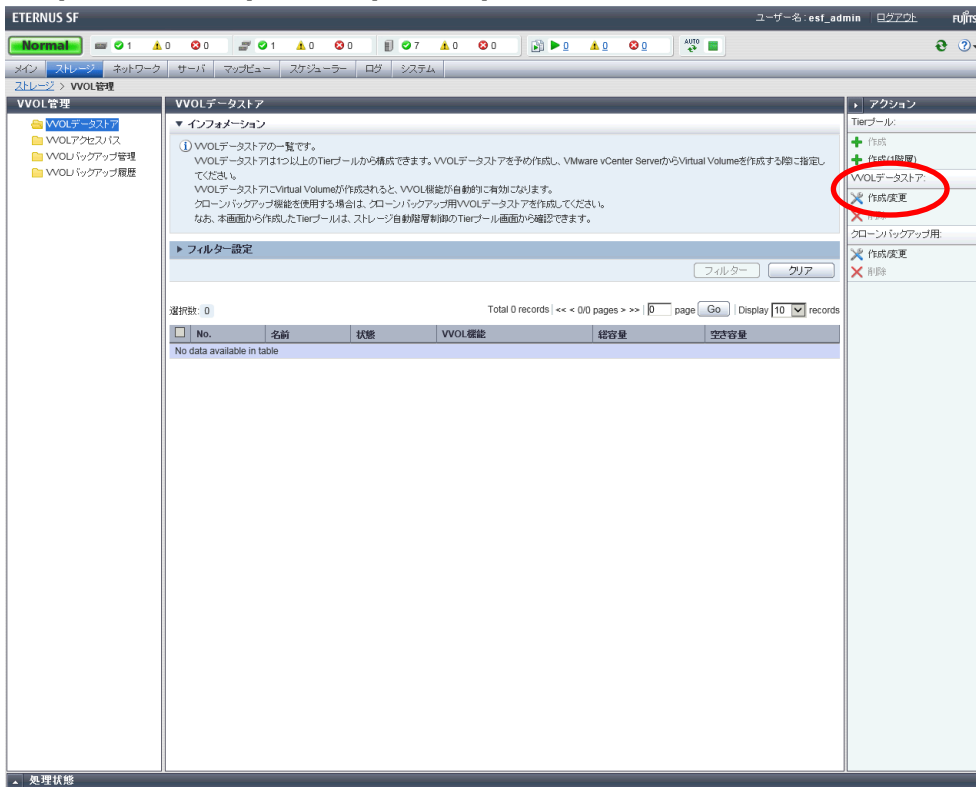 ETERNUS SF
ユーザー名:esf_admin ログアウト
Normal 1 0 0 1 0 0 7 0 0 0 0 0 AUTO
メイン ストレージ ネットワーク サーバ マップビュー スケジューラー ログ システム
ストレージ > VVOL管理
VVOL管理
VVOLデータストア
VVOLアクセスパス
VVOLバックアップ管理
VVOLバックアップ履歴
VVOLデータストア
▼ インフォメーション
VVOLデータストアの一覧です。
VVOLデータストアは1つ以上のTierプールから構成できます。VVOLデータストアを予め作成し、VMware vCenter ServerからVirtual Volumeを作成する際に指定し
てください。
VVOLデータストアにVirtual Volumeが作成されると、VVOL機能が自動的に有効になります。
クローンバックアップ機能を使用する場合は、クローンバックアップ用VVOLデータストアを作成してください。
なお、本画面から作成したTierプールは、ストレージ自動階層制御のTierプール画面から確認できます。
▶ フィルター設定
フィルター クリア
選択数: 0
Total 0 records | << < 0/0 pages > >> | 0 page Go | Display 10 records
No. 名前 状態 VVOL機能 総容量 空き容量
No data available in table
アクション
Tierプール:
作成
作成(1階層)
VVOLデータストア:
作成/変更
クローンバックアップ用:
作成/変更
削除
処理状態